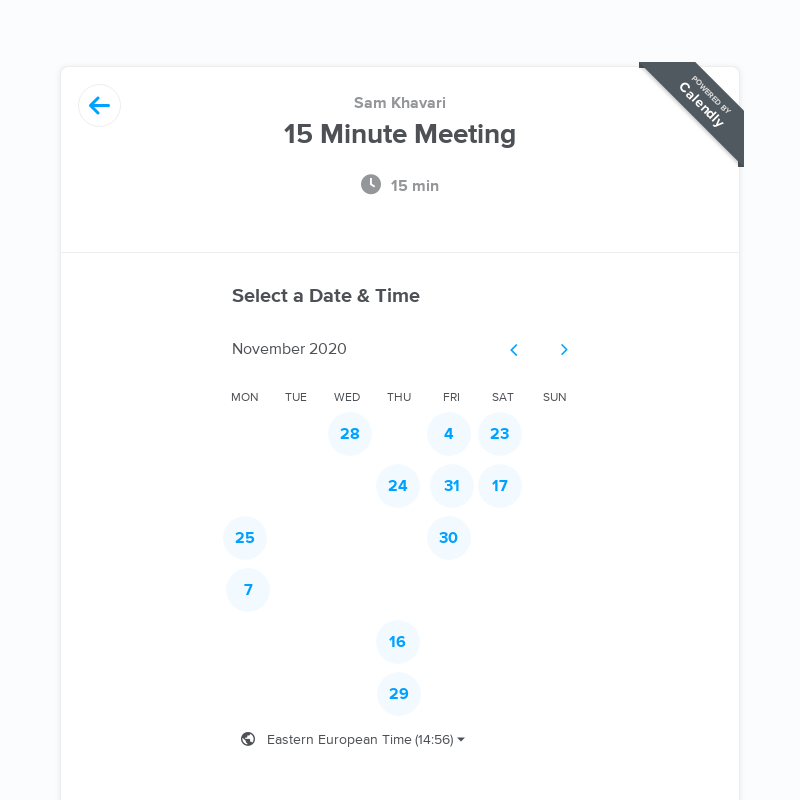 POWERED BY
Calendly
Sam Khavari
15 Minute Meeting
15 min
Select a Date & Time
November 2020
MON TUE WED THU FRI SAT SUN
28 4 23
24 31 17
25 30
7
16
29
Eastern European Time (14:56)